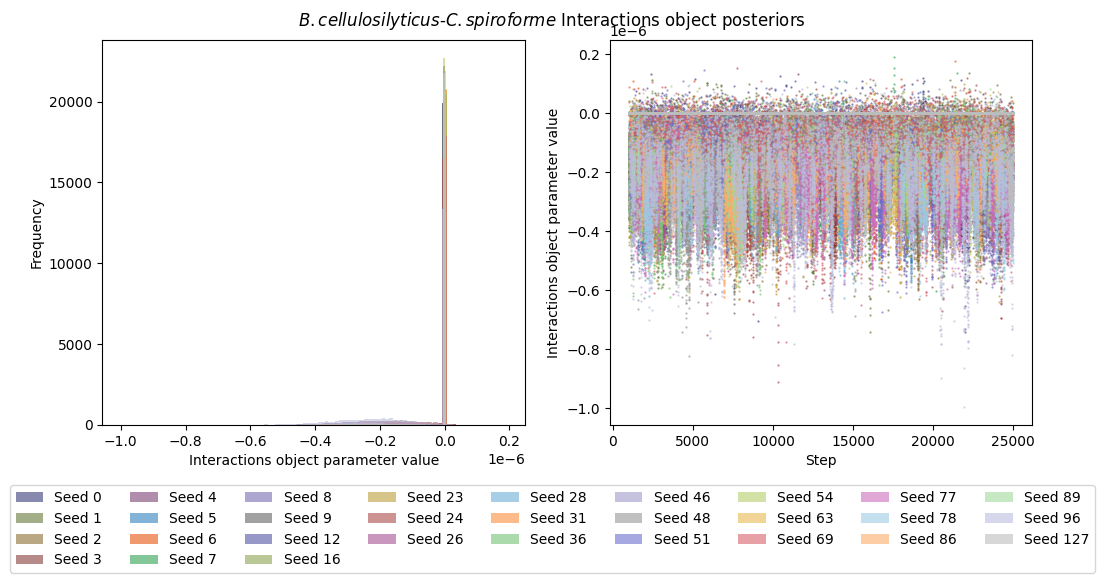 B.cellulosilyticus-C.spiroforme Interactions object posteriors
1e−6
Frequency
20000
15000
10000
5000
0
−1.0 −0.8 −0.6 −0.4 −0.2 0.0 0.2
Interactions object parameter value 1e−6
Interactions object parameter value
0.2
0.0
−0.2
−0.4
−0.6
−0.8
−1.0
0 5000 10000 15000 20000 25000
Step
Seed 0 Seed 4 Seed 8 Seed 23 Seed 28 Seed 46 Seed 54 Seed 77 Seed 89
Seed 1 Seed 5 Seed 9 Seed 24 Seed 31 Seed 48 Seed 63 Seed 78 Seed 96
Seed 2 Seed 6 Seed 12 Seed 26 Seed 36 Seed 51 Seed 69 Seed 86 Seed 127
Seed 3 Seed 7 Seed 16